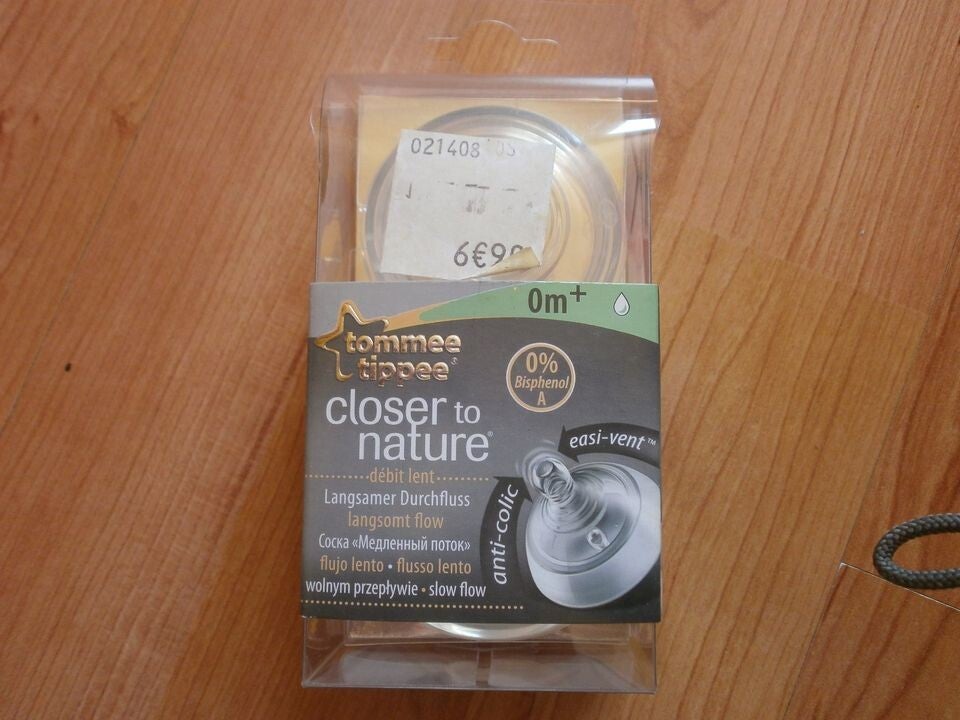 021408
6€9
0m+
tommee
tippee®
closer to
nature®
0%
Bisphenol
A
easi-vent™
anti-colic
débit lent
Langsamer Durchfluss
langsomt flow
Соска «Медленный поток»
flujo lento • flusso lento
wolnym przepływie • slow flow